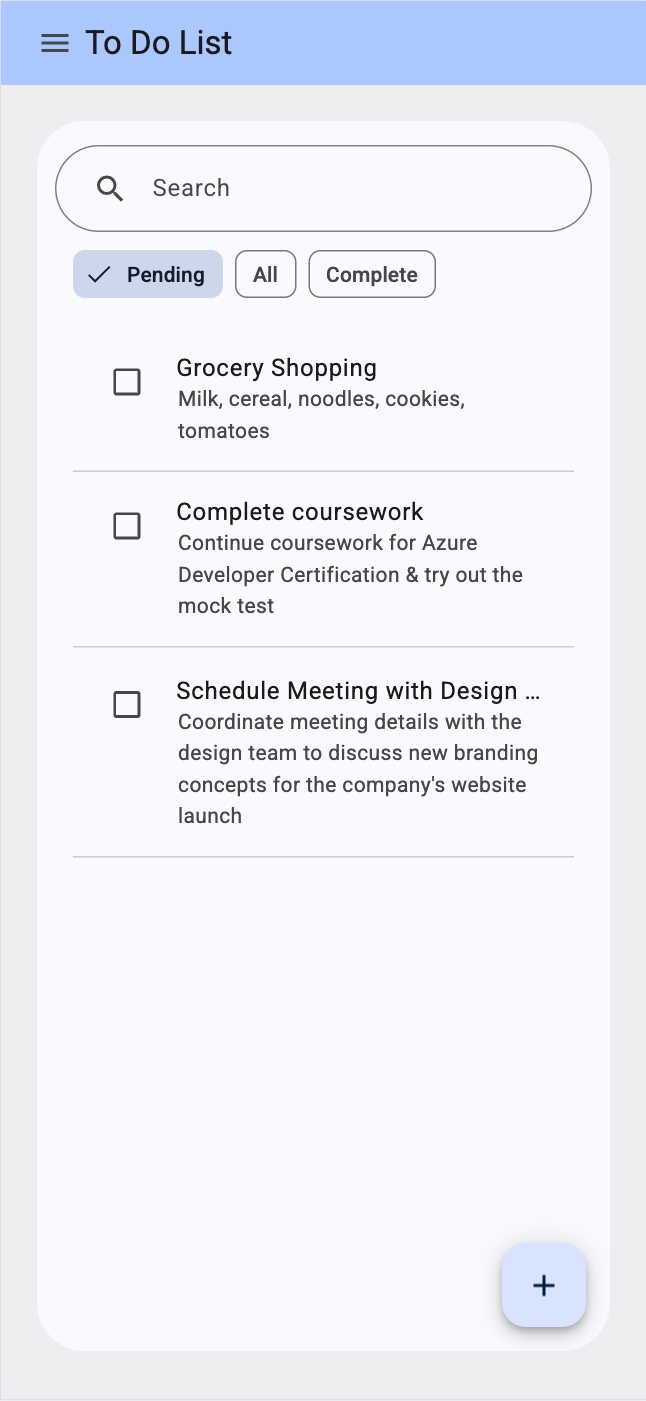 To Do List
Search
Pending All Complete
Grocery Shopping
Milk, cereal, noodles, cookies,
tomatoes
Complete coursework
Continue coursework for Azure
Developer Certification & try out the
mock test
Schedule Meeting with Design ...
Coordinate meeting details with the
design team to discuss new branding
concepts for the company's website
launch